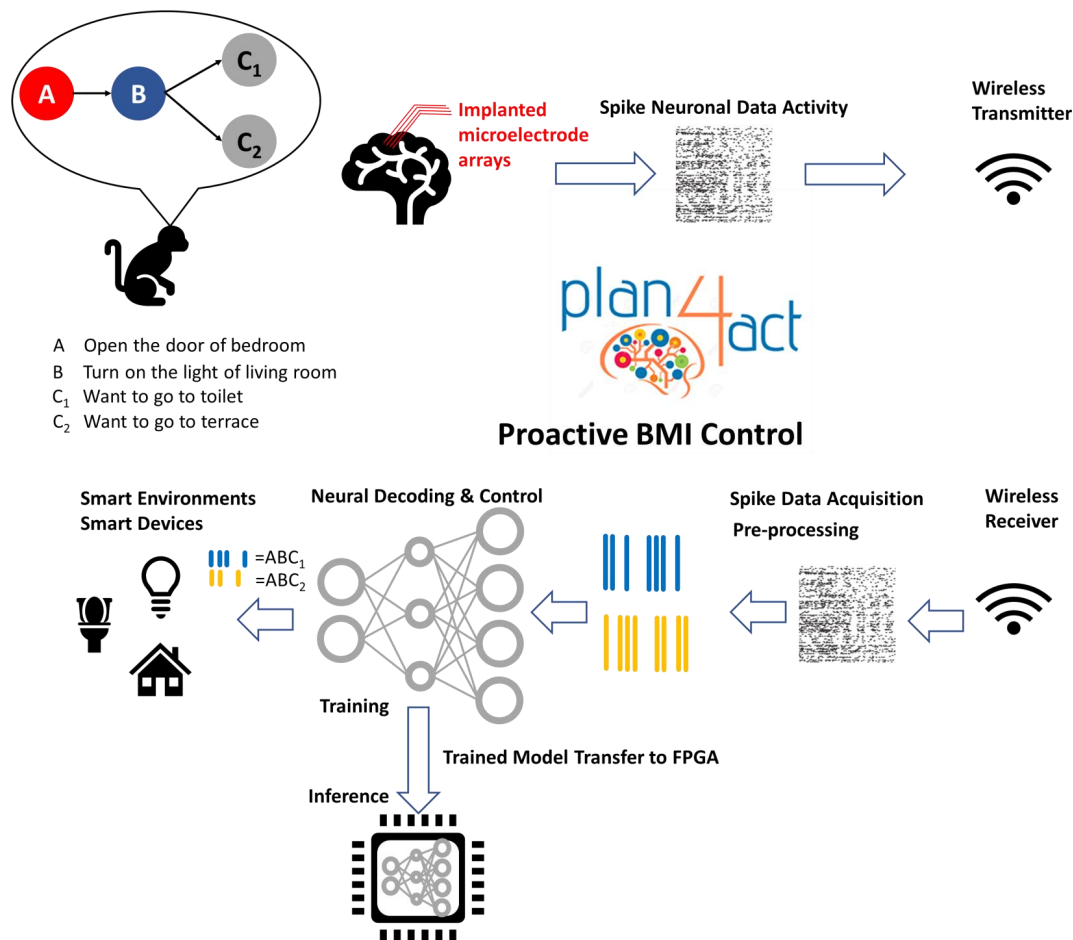 A
B
C₁
C₂
Implanted
microelectrode
arrays
Spike Neuronal Data Activity
Wireless
Transmitter
A Open the door of bedroom
B Turn on the light of living room
C₁ Want to go to toilet
C₂ Want to go to terrace
plan4act
Proactive BMI Control
Smart Environments
Smart Devices
=ABC₁
=ABC₂
Neural Decoding & Control
Spike Data Acquisition
Pre-processing
Wireless
Receiver
Training
Trained Model Transfer to FPGA
Inference